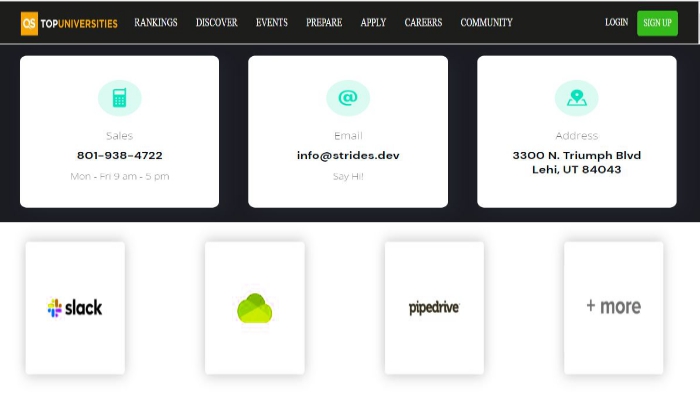 QS TOPUNIVERSITIES RANKINGS DISCOVER EVENTS PREPARE APPLY CAREERS COMMUNITY LOGIN SIGN UP
Sales
801-938-4722
Mon - Fri 9 am - 5 pm
@
Email
info@strides.dev
Say Hi!
Address
3300 N. Triumph Blvd
Lehi, UT 84043
slack
pipedrive
+ more